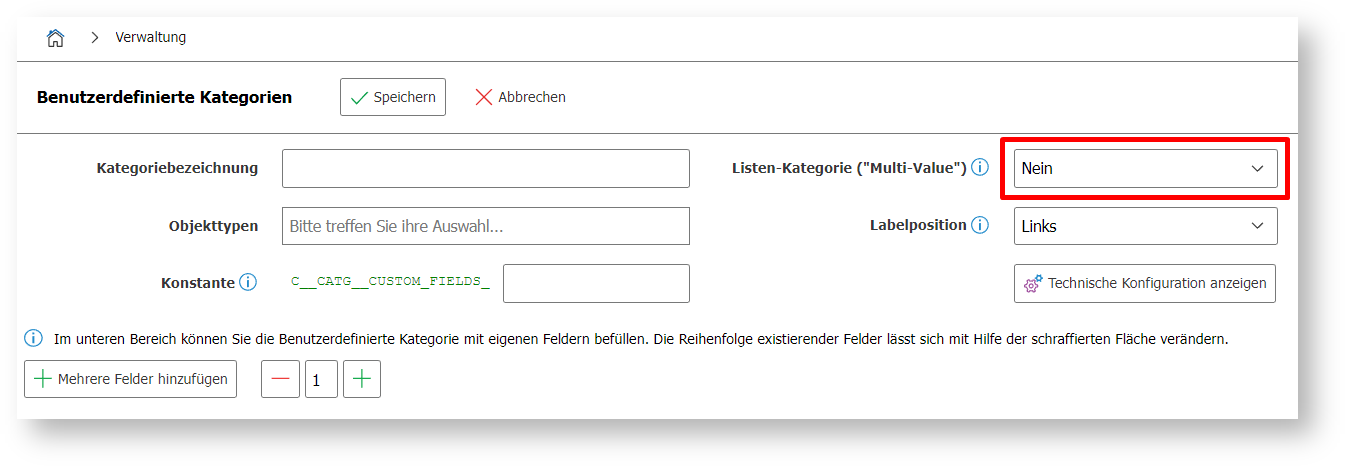 Verwaltung
Benutzerdefinierte Kategorien Speichern Abbrechen
Kategoriebezeichnung Listen-Kategorie ("Multi-Value") Nein
Objekttypen Bitte treffen Sie ihre Auswahl... Labelposition Links
Konstante C__CATG__CUSTOM_FIELDS_ Technische Konfiguration anzeigen
Im unteren Bereich können Sie die Benutzerdefinierte Kategorie mit eigenen Feldern befüllen. Die Reihenfolge existierender Felder lässt sich mit Hilfe der schraffierten Fläche verändern.
Mehrere Felder hinzufügen 1